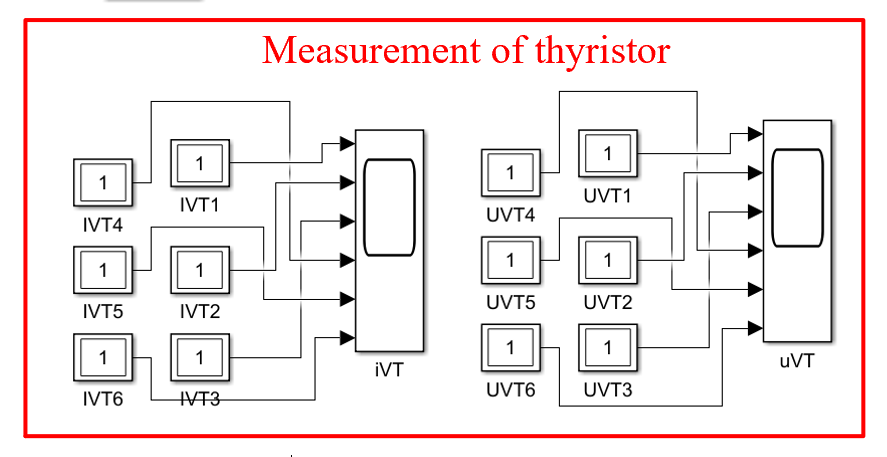 Measurement of thyristor
1
IVT4
1
IVT1
1
IVT5
1
IVT2
1
IVT6
1
IVT3
iVT
1
UVT4
1
UVT1
1
UVT5
1
UVT2
1
UVT6
1
UVT3
uVT